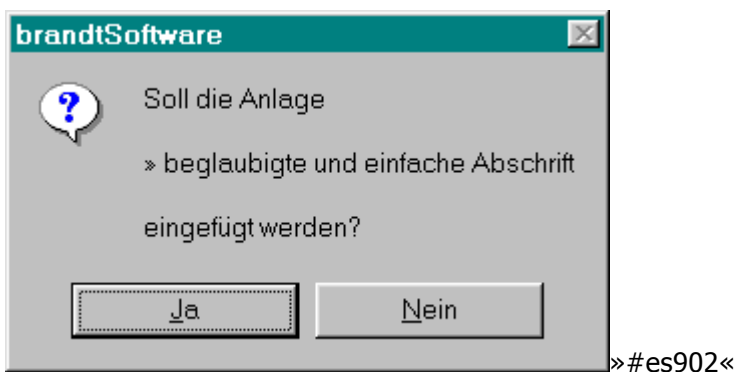 brandtSoftware
Soll die Anlage
» beglaubigte und einfache Abschrift
eingefügt werden?
Ja Nein
»#es902«